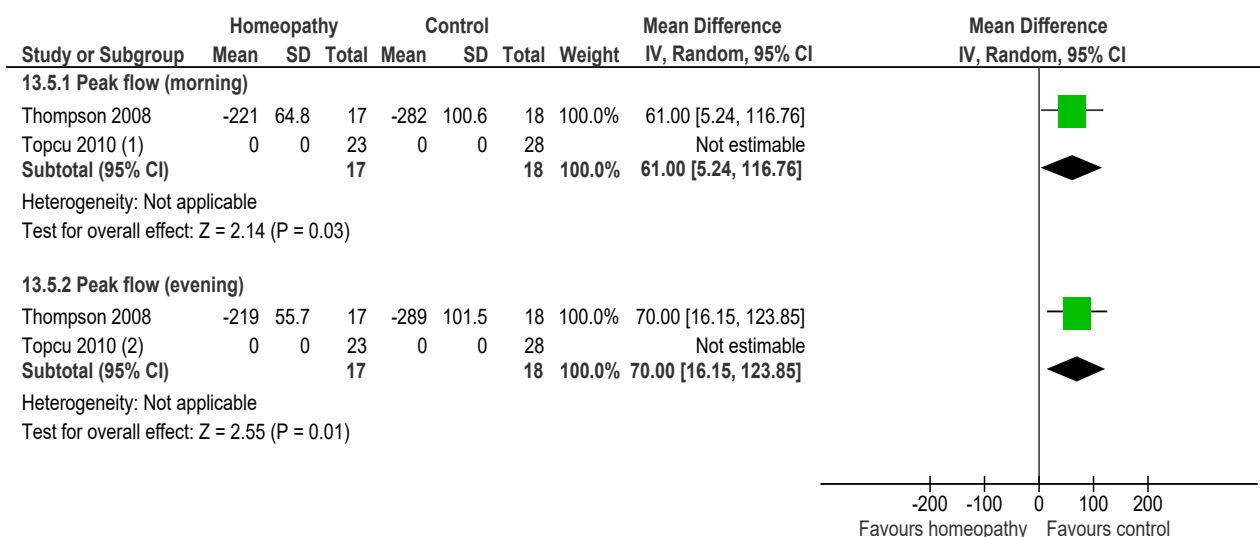 Homeopathy Control Mean Difference Mean Difference
Study or Subgroup Mean SD Total Mean SD Total Weight IV, Random, 95% CI IV, Random, 95% CI
13.5.1 Peak flow (morning)
Thompson 2008 -221 64.8 17 -282 100.6 18 100.0% 61.00 [5.24, 116.76]
Topcu 2010 (1) 0 0 23 0 0 28 Not estimable
Subtotal (95% CI) 17 18 100.0% 61.00 [5.24, 116.76]
Heterogeneity: Not applicable
Test for overall effect: Z = 2.14 (P = 0.03)
13.5.2 Peak flow (evening)
Thompson 2008 -219 55.7 17 -289 101.5 18 100.0% 70.00 [16.15, 123.85]
Topcu 2010 (2) 0 0 23 0 0 28 Not estimable
Subtotal (95% CI) 17 18 100.0% 70.00 [16.15, 123.85]
Heterogeneity: Not applicable
Test for overall effect: Z = 2.55 (P = 0.01)
-200 -100 0 100 200
Favours homeopathy Favours control